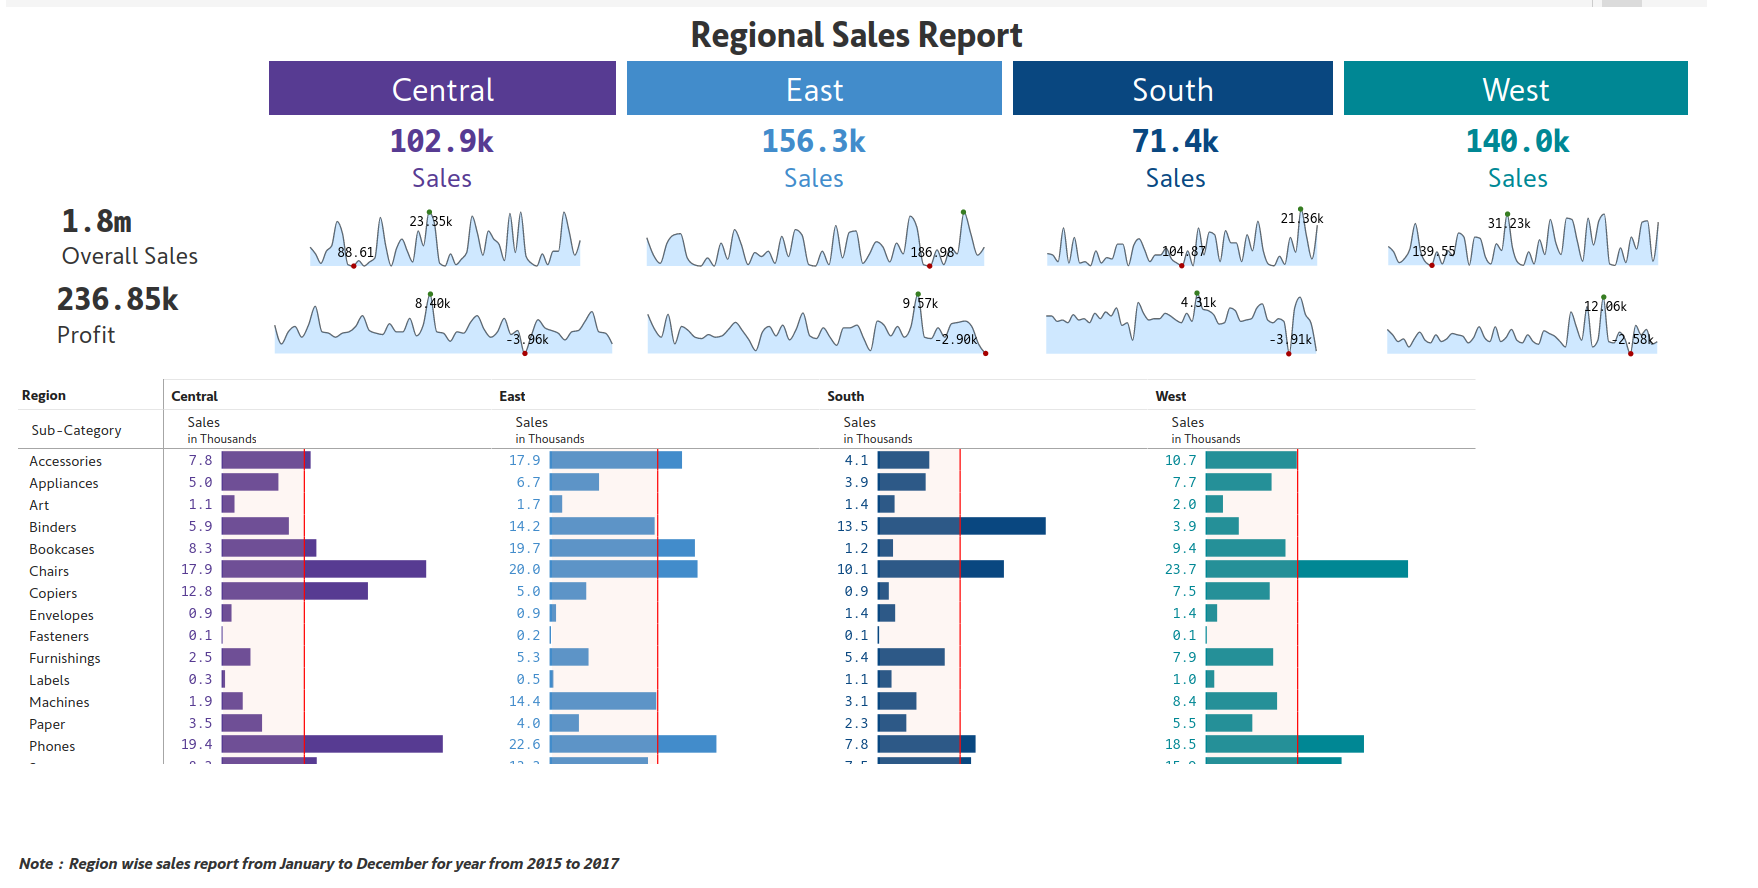 Regional Sales Report
Central East South West
102.9k 156.3k 71.4k 140.0k
Sales Sales Sales Sales
1.8m
Overall Sales
23.35k
88.61
186.98
21.36k
104.87
31.23k
139.55
236.85k
Profit
8.40k
-3.96k
9.57k
-2.90k
4.31k
-3.91k
12.06k
-2.58k
Region Central East South West
Sub-Category Sales Sales Sales Sales
in Thousands in Thousands in Thousands in Thousands
Accessories 7.8 17.9 4.1 10.7
Appliances 5.0 6.7 3.9 7.7
Art 1.1 1.7 1.4 2.0
Binders 5.9 14.2 13.5 3.9
Bookcases 8.3 19.7 1.2 9.4
Chairs 17.9 20.0 10.1 23.7
Copiers 12.8 5.0 0.9 7.5
Envelopes 0.9 0.9 1.4 1.4
Fasteners 0.1 0.2 0.1 0.1
Furnishings 2.5 5.3 5.4 7.9
Labels 0.3 0.5 1.1 1.0
Machines 1.9 14.4 3.1 8.4
Paper 3.5 4.0 2.3 5.5
Phones 19.4 22.6 7.8 18.5
Note : Region wise sales report from January to December for year from 2015 to 2017